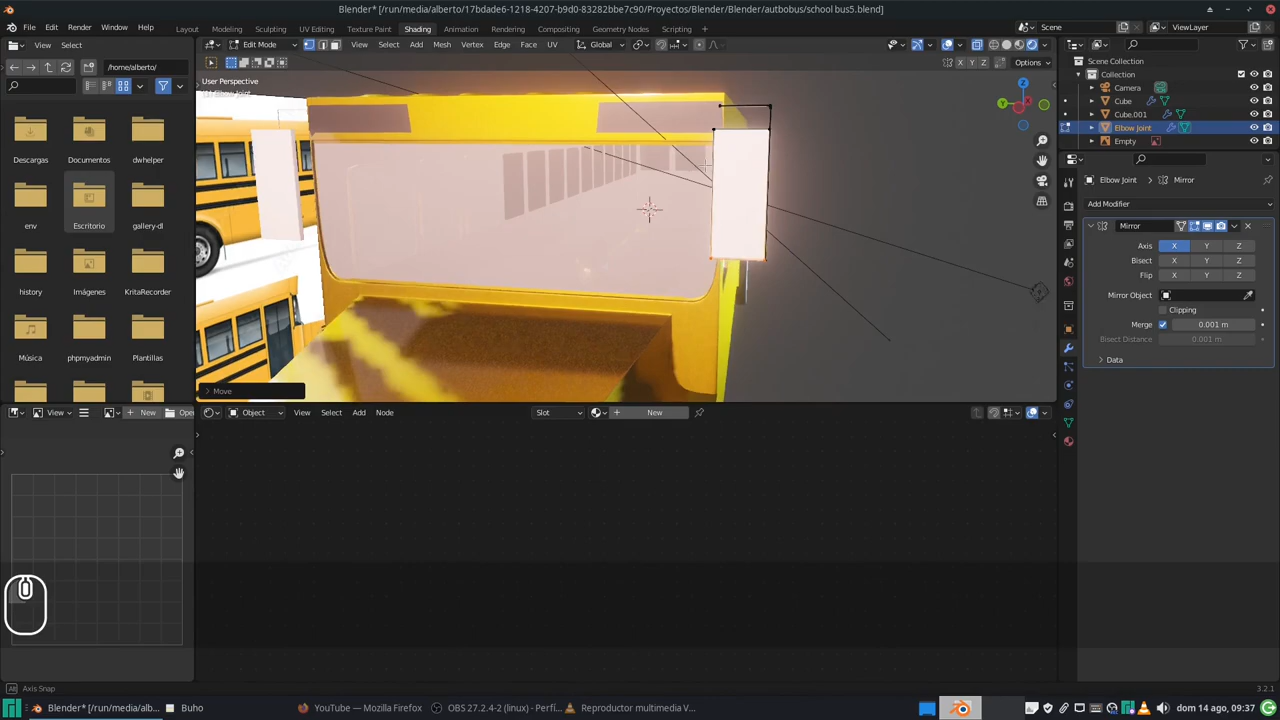 Blender* [/run/media/alberto/17bdade6-1218-4207-b9d0-83282bbe7c90/Proyectos/Blender/Blender/autbobus/school bus5.blend]
File Edit Render Window Help Layout Modeling Sculpting UV Editing Texture Paint Shading Animation Rendering Compositing Geometry Nodes Scripting Scene ViewLayer
View Select Edit Mode View Select Add Mesh Vertex Edge Face UV Global
/home/alberto/ X Y Z Options
User Perspective
(1) Elbow Joint
Scene Collection
Collection
Camera
Cube
Cube.001
Elbow Joint
Empty
Descargas Documentos dwhelper
env Escritorio gallery-dl
history Imágenes KritaRecorder
Música phpmyadmin Plantillas
Elbow Joint Mirror
Add Modifier
Mirror
Axis X Y Z
Bisect X Y Z
Flip X Y Z
Mirror Object
Clipping
Merge 0.001 m
Bisect Distance 0.001 m
Data
Move
View New Open Object View Select Add Node Slot New
Axis Snap 3.2.1
Blender* [/run/media/alb... Buho YouTube — Mozilla Firefox OBS 27.2.4-2 (linux) - Perfi... Reproductor multimedia V... dom 14 ago, 09:37